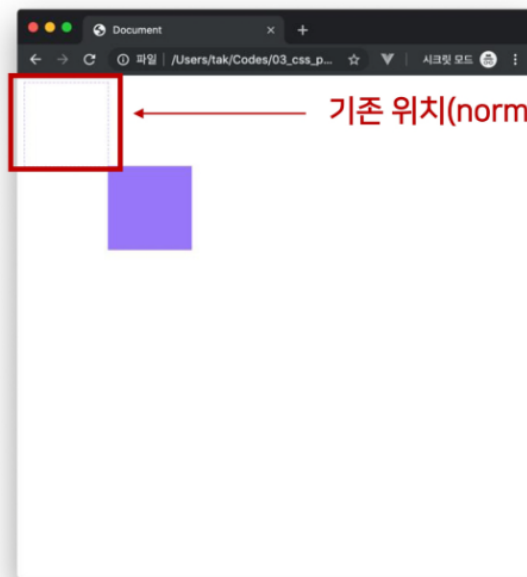 Document
파일 /Users/tak/Codes/03_css_p... 시크릿 모드
기존 위치(norm